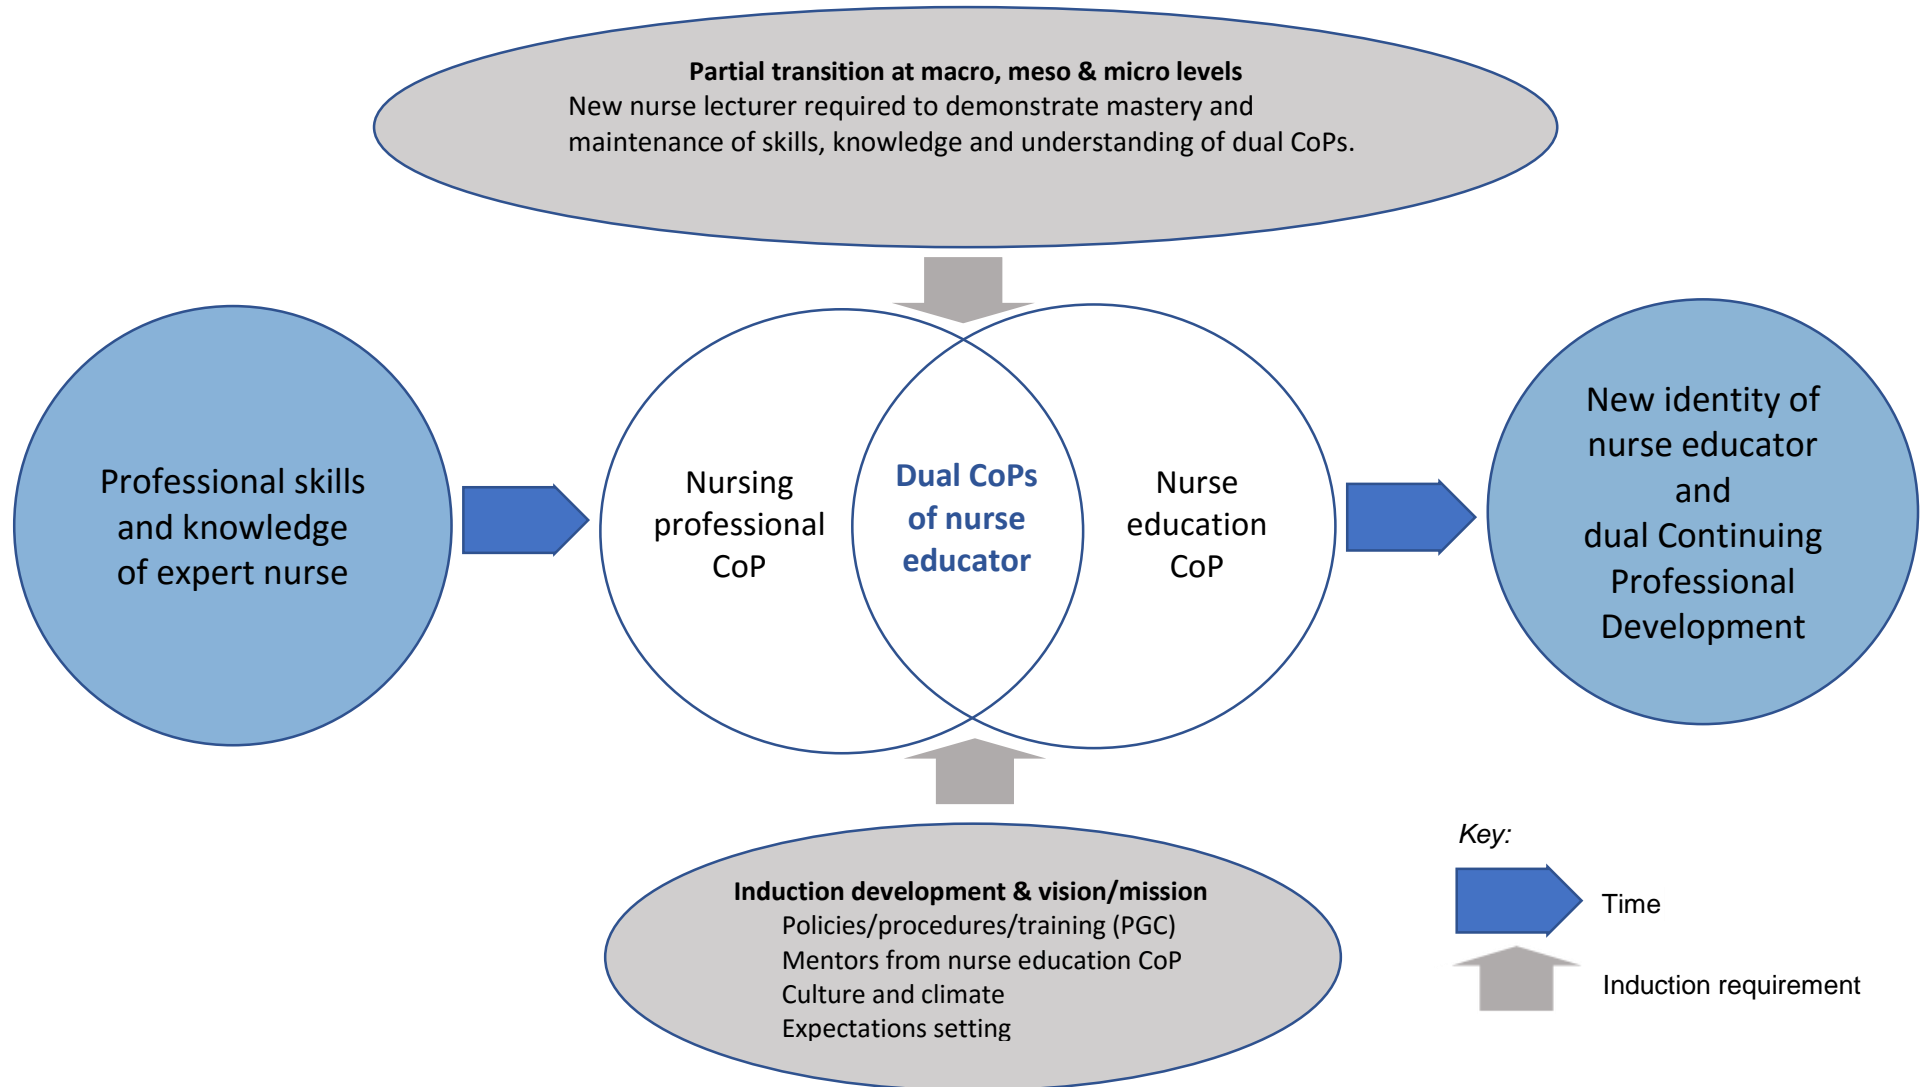 Partial transition at macro, meso & micro levels
New nurse lecturer required to demonstrate mastery and
maintenance of skills, knowledge and understanding of dual CoPs.
Professional skills
and knowledge
of expert nurse
Nursing
professional
CoP
Dual CoPs
of nurse
educator
Nurse
education
CoP
New identity of
nurse educator
and
dual Continuing
Professional
Development
Induction development & vision/mission
Policies/procedures/training (PGC)
Mentors from nurse education CoP
Culture and climate
Expectations setting
Key:
Time
Induction requirement